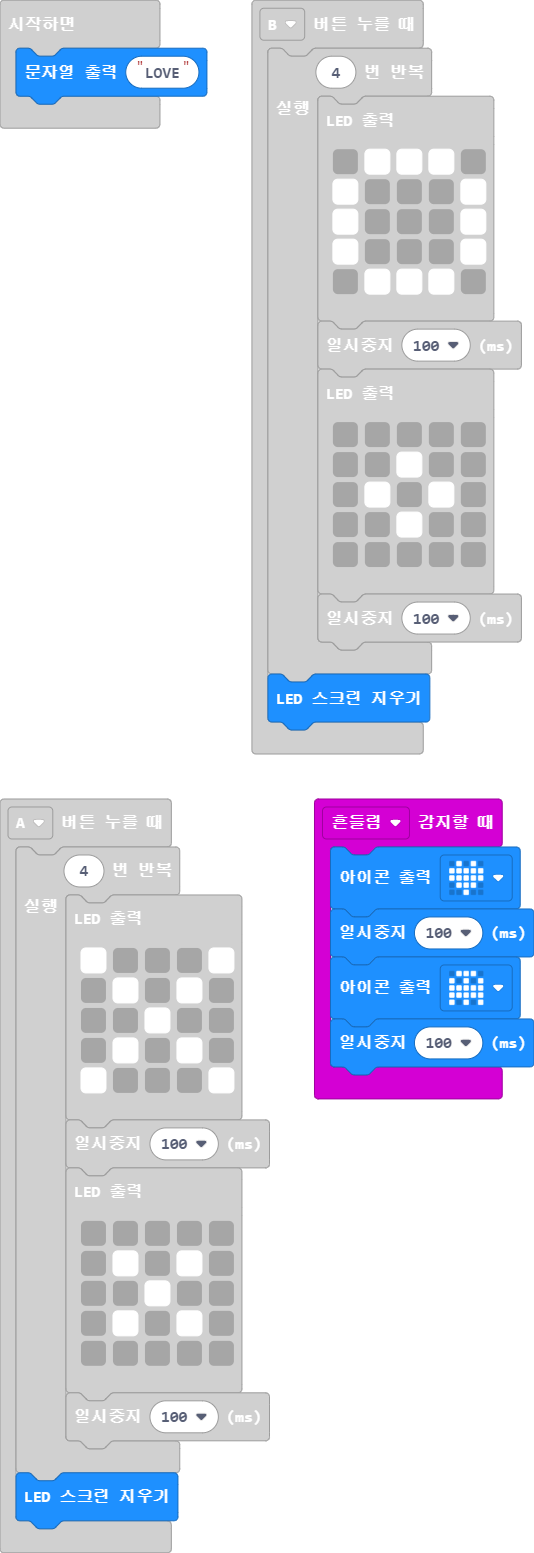 시작하면
문자열 출력 "LOVE"
B 버튼 누를 때
4 번 반복
실행
LED 출력
일시중지 100 (ms)
LED 출력
일시중지 100 (ms)
LED 스크린 지우기
A 버튼 누를 때
4 번 반복
실행
LED 출력
일시중지 100 (ms)
LED 출력
일시중지 100 (ms)
LED 스크린 지우기
흔들림 감지할 때
아이콘 출력
일시중지 100 (ms)
아이콘 출력
일시중지 100 (ms)